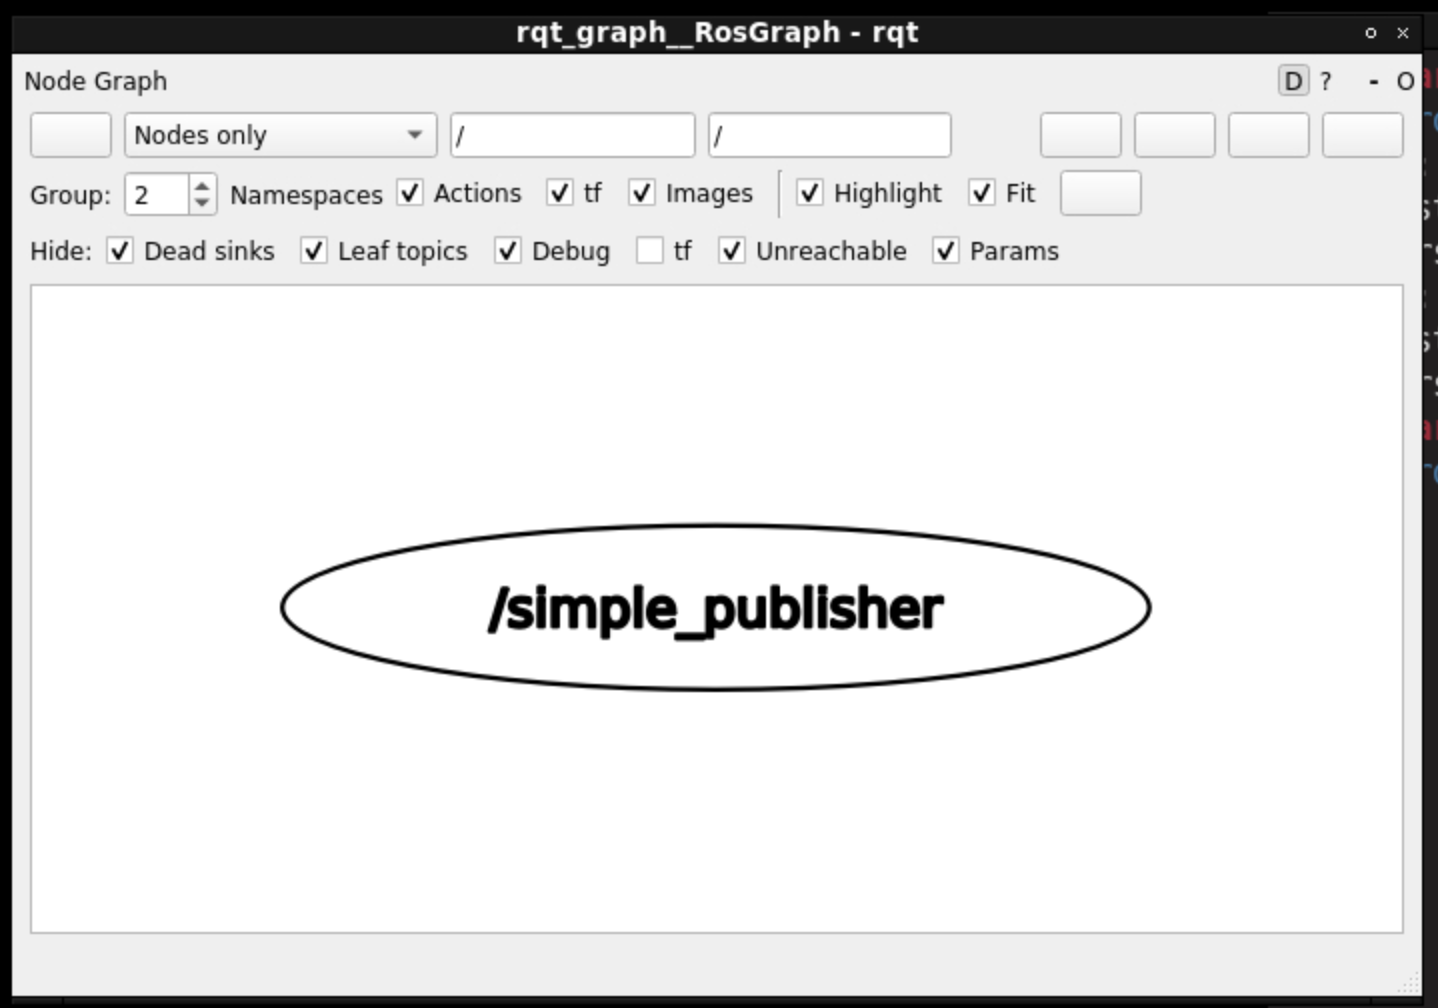 rqt_graph__RosGraph - rqt
Node Graph D ? - O
Nodes only / /
Group: 2 Namespaces Actions tf Images Highlight Fit
Hide: Dead sinks Leaf topics Debug tf Unreachable Params
/simple_publisher